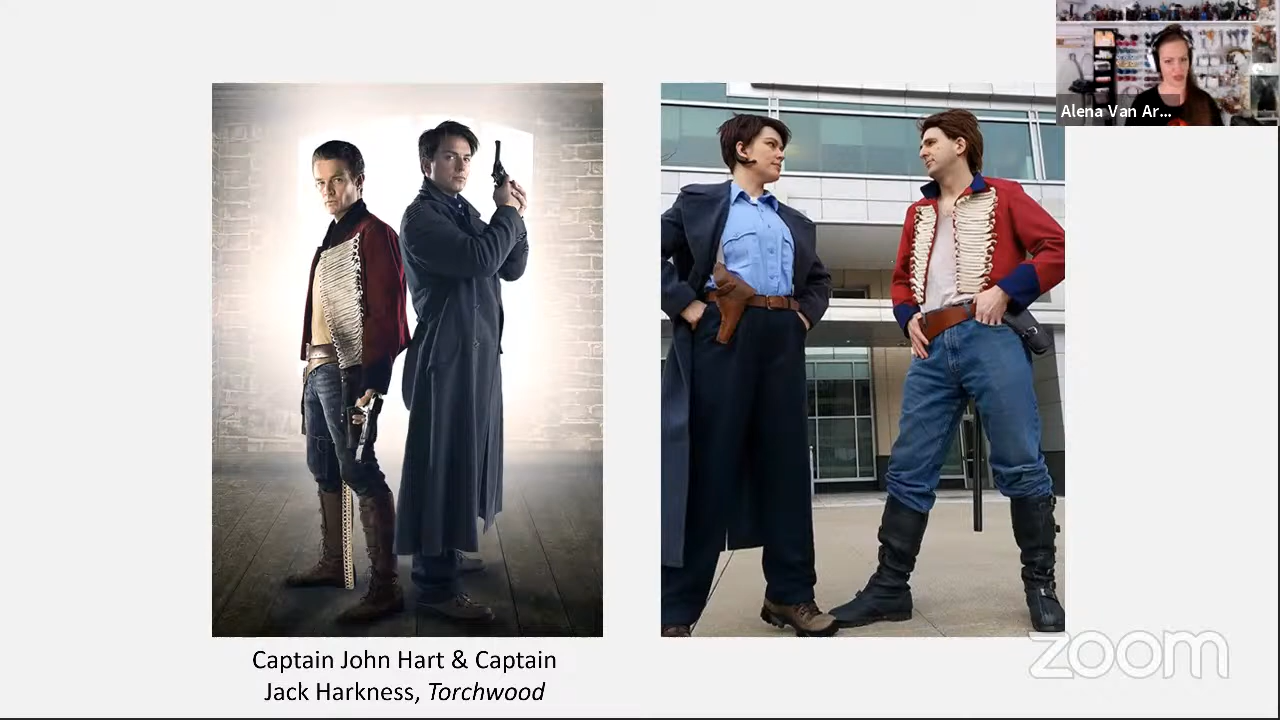 Alena Van Ar...
Captain John Hart & Captain
Jack Harkness, Torchwood
zoom